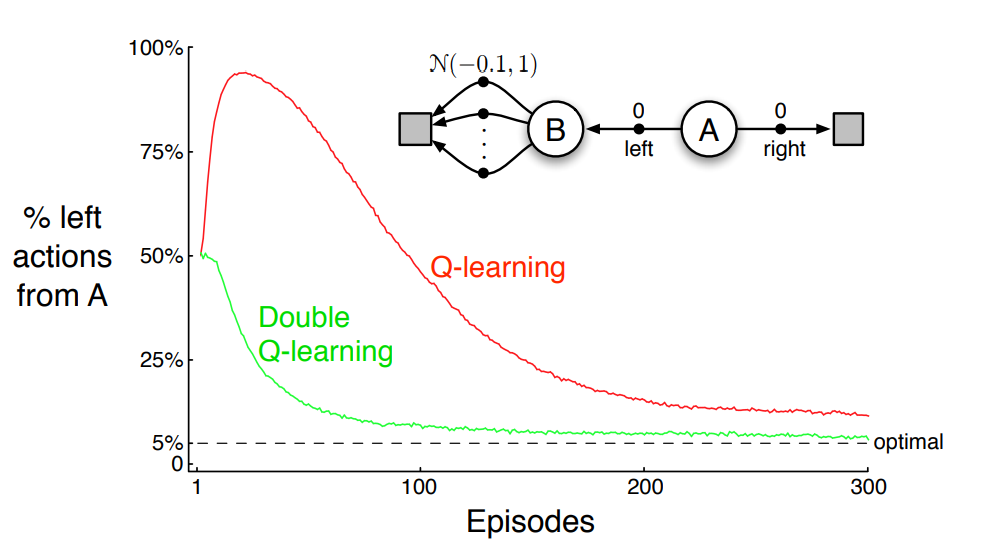 100%
75%
50%
25%
5%
0
% left
actions
from A
N(−0.1, 1)
B
0
left
A
0
right
Q-learning
Double
Q-learning
optimal
1
100
200
300
Episodes